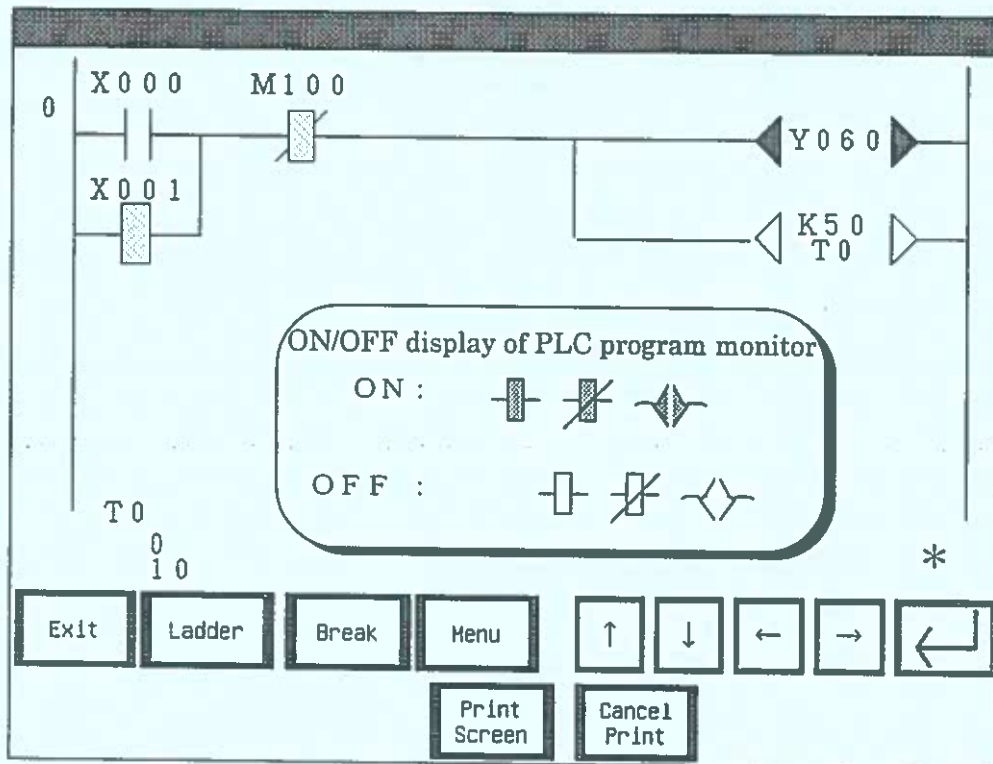 X000 M100
0
Y060
X001
K50
T0
ON/OFF display of PLC program monitor
ON :
OFF :
T0
0
10
*
Exit Ladder Break Menu ↑ ↓ ← →
Print Screen Cancel Print